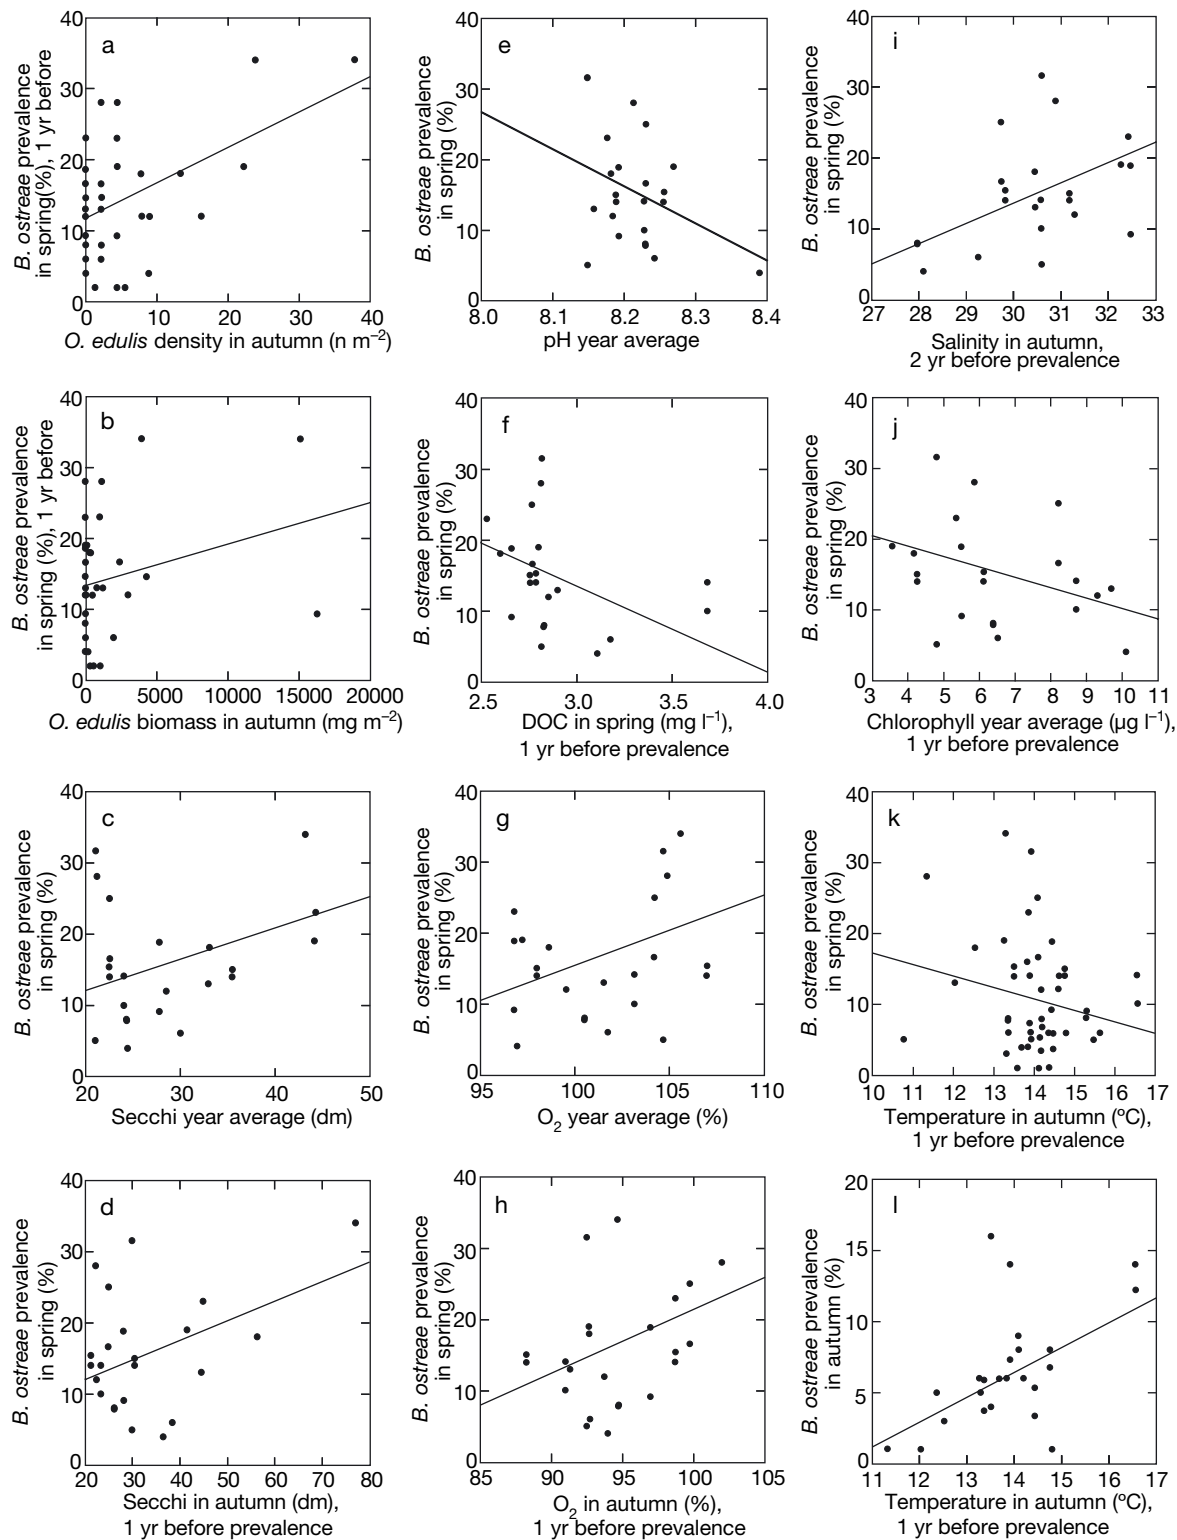 a
40
30
20
10
0
0 10 20 30 40
B. ostreae prevalence
in spring(%), 1 yr before
O. edulis density in autumn (n m⁻²)
e
40
30
20
10
0
8.0 8.1 8.2 8.3 8.4
B. ostreae prevalence
in spring (%)
pH year average
i
40
30
20
10
0
27 28 29 30 31 32 33
B. ostreae prevalence
in spring (%)
Salinity in autumn,
2 yr before prevalence
b
40
30
20
10
0
0 5000 10000 15000 20000
B. ostreae prevalence
in spring (%), 1 yr before
O. edulis biomass in autumn (mg m⁻²)
f
40
30
20
10
0
2.5 3.0 3.5 4.0
B. ostreae prevalence
in spring (%)
DOC in spring (mg l⁻¹),
1 yr before prevalence
j
40
30
20
10
0
3 4 5 6 7 8 9 10 11
B. ostreae prevalence
in spring (%)
Chlorophyll year average (µg l⁻¹),
1 yr before prevalence
c
40
30
20
10
0
20 30 40 50
B. ostreae prevalence
in spring (%)
Secchi year average (dm)
g
40
30
20
10
0
95 100 105 110
B. ostreae prevalence
in spring (%)
O₂ year average (%)
k
40
30
20
10
0
10 11 12 13 14 15 16 17
B. ostreae prevalence
in spring (%)
Temperature in autumn (ºC),
1 yr before prevalence
d
40
30
20
10
0
20 30 40 50 60 70 80
B. ostreae prevalence
in spring (%)
Secchi in autumn (dm),
1 yr before prevalence
h
40
30
20
10
0
85 90 95 100 105
B. ostreae prevalence
in spring (%)
O₂ in autumn (%),
1 yr before prevalence
l
20
15
10
5
0
11 12 13 14 15 16 17
B. ostreae prevalence
in autumn (%)
Temperature in autumn (ºC),
1 yr before prevalence